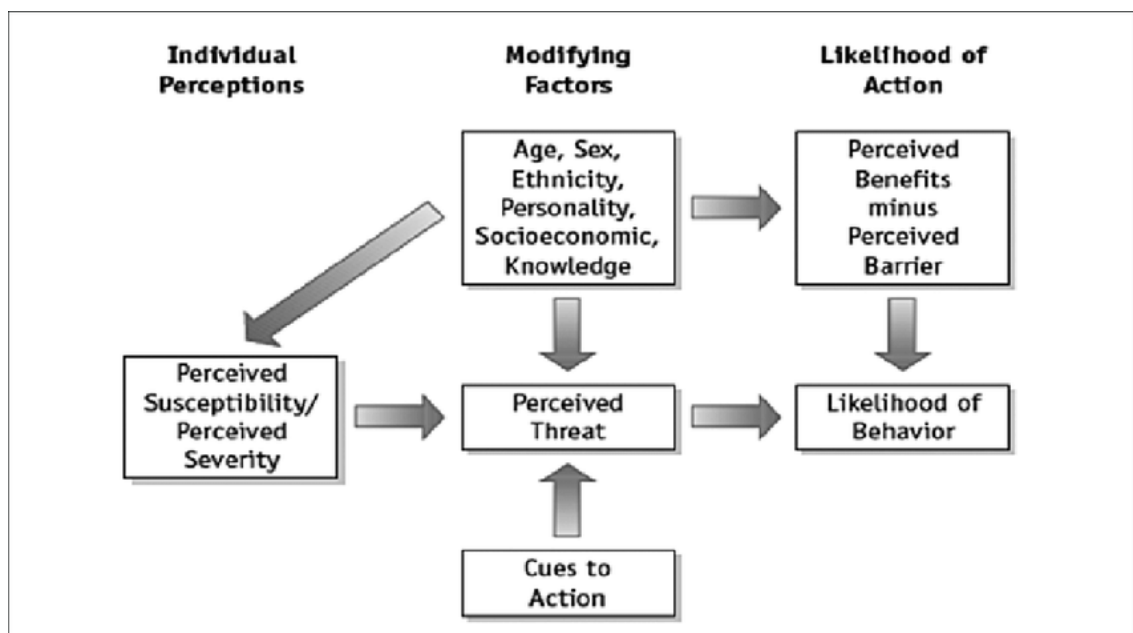 Individual
Perceptions
Modifying
Factors
Likelihood of
Action
Age, Sex,
Ethnicity,
Personality,
Socioeconomic,
Knowledge
Perceived
Benefits
minus
Perceived
Barrier
Perceived
Susceptibility/
Perceived
Severity
Perceived
Threat
Likelihood of
Behavior
Cues to
Action